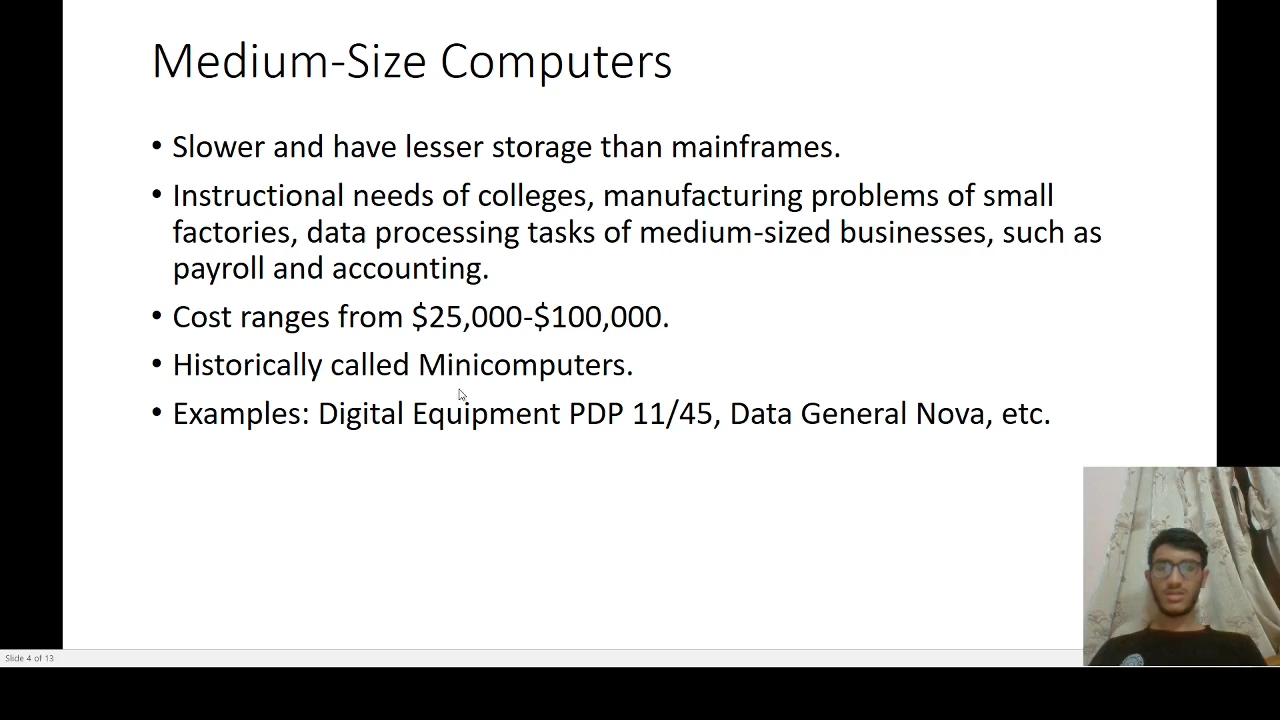 Medium-Size Computers
• Slower and have lesser storage than mainframes.
• Instructional needs of colleges, manufacturing problems of small
factories, data processing tasks of medium-sized businesses, such as
payroll and accounting.
• Cost ranges from $25,000-$100,000.
• Historically called Minicomputers.
• Examples: Digital Equipment PDP 11/45, Data General Nova, etc.
Slide 4 of 13